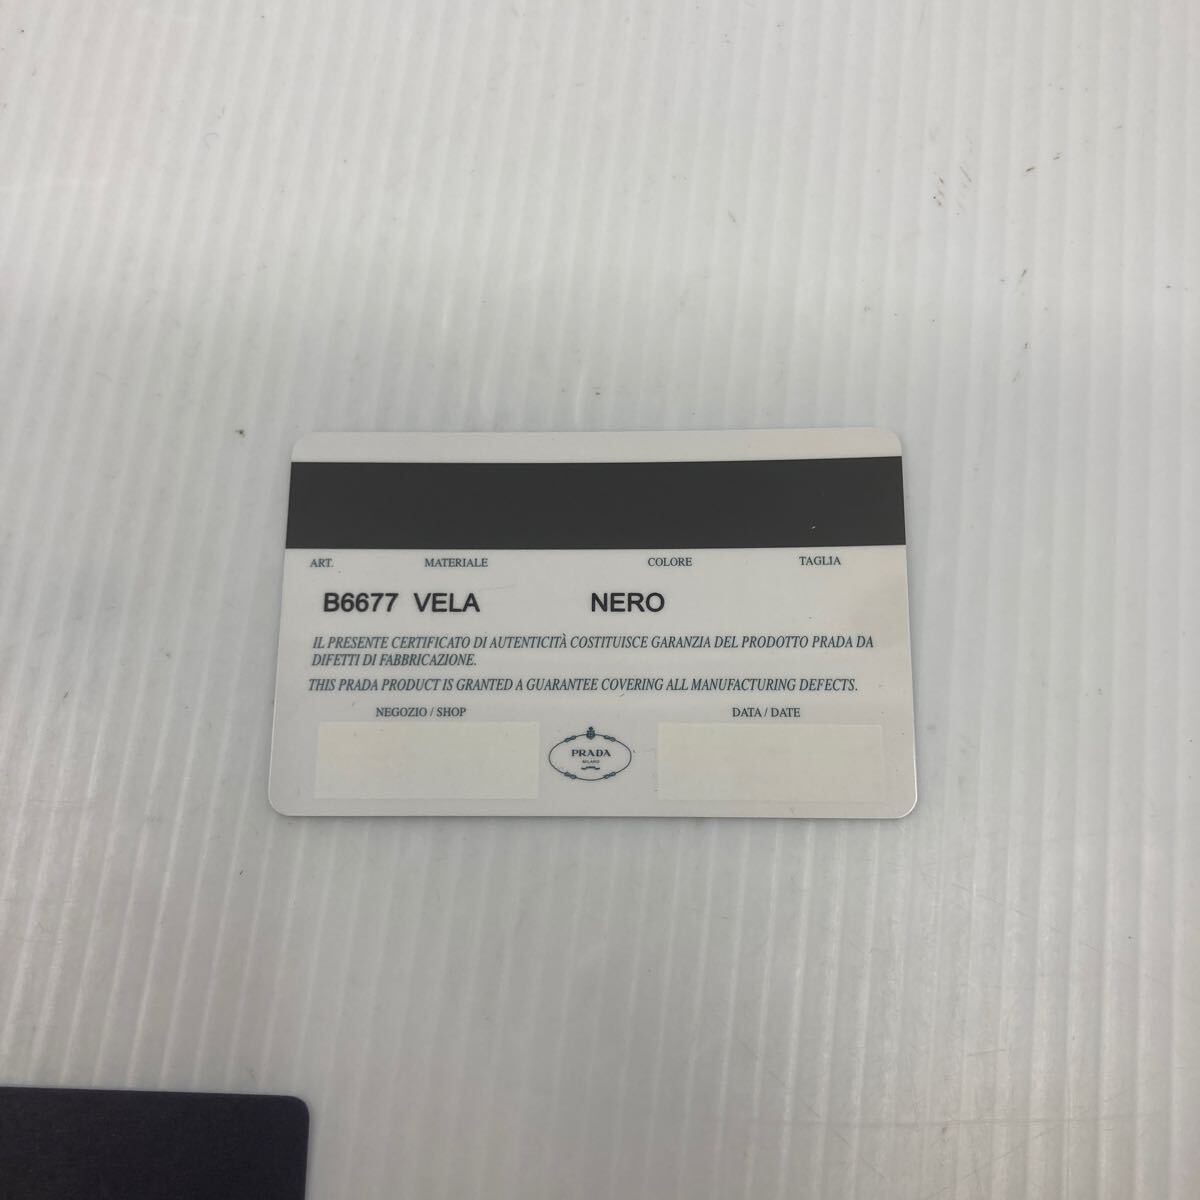 ART. MATERIALE COLORE TAGLIA
B6677 VELA NERO
IL PRESENTE CERTIFICATO DI AUTENTICITÀ COSTITUISCE GARANZIA DEL PRODOTTO PRADA DA
DIFETTI DI FABBRICAZIONE.
THIS PRADA PRODUCT IS GRANTED A GUARANTEE COVERING ALL MANUFACTURING DEFECTS.
NEGOZIO / SHOP DATA / DATE
PRADA
MILANO